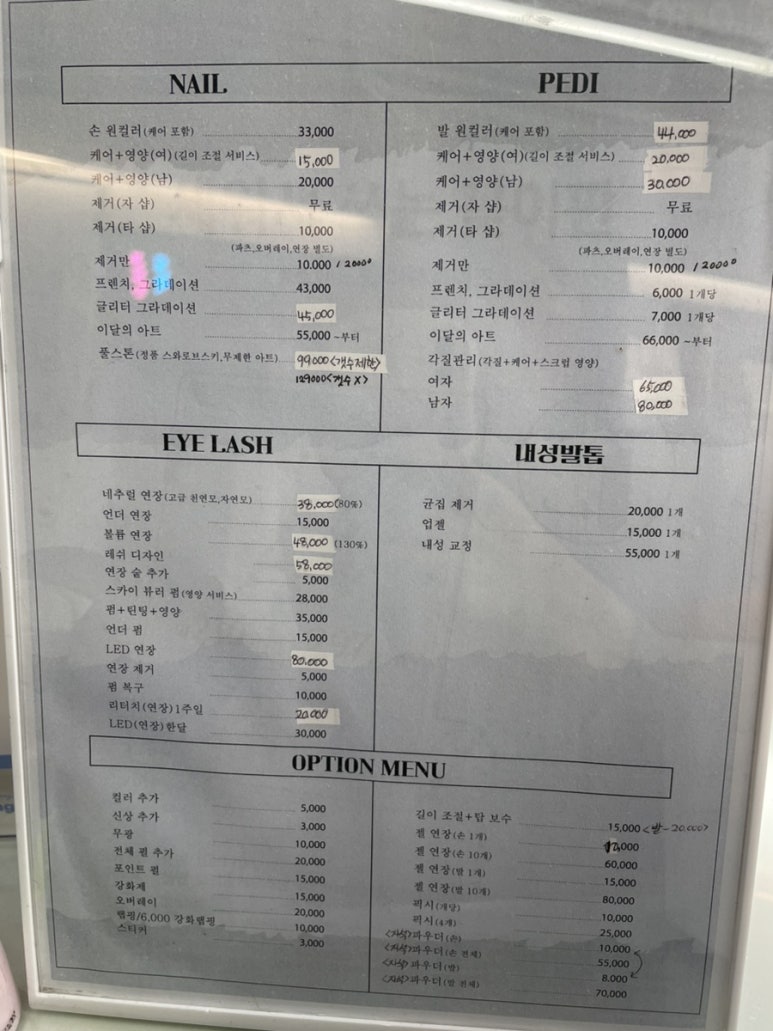 NAIL
손 원컬러(케어 포함) 33,000
케어+영양(여)(길이 조절 서비스) 15,000
케어+영양(남) 20,000
제거(자 샵) 무료
제거(타 샵) 10,000
(파츠,오버레이,연장 별도)
제거만 10.000 / 20000
프렌치, 그라데이션 43,000
글리터 그라데이션 45,000
이달의 아트 55,000 ~부터
풀스톤(정품 스와로브스키,무제한 아트) 99000<갯수제한>
129000<갯수 X>
PEDI
발 원컬러(케어 포함) 44,000
케어+영양(여)(길이 조절 서비스) 20,000
케어+영양(남) 30,000
제거(자 샵) 무료
제거(타 샵) 10,000
(파츠,오버레이,연장 별도)
제거만 10,000 / 20000
프렌치, 그라데이션 6,000 1개당
글리터 그라데이션 7,000 1개당
이달의 아트 66,000 ~부터
각질관리(각질+케어+스크럽 영양)
여자 65,000
남자 80,000
EYE LASH
네추럴 연장(고급 천연모,자연모) 38,000(80%)
언더 연장 15,000
볼륨 연장 48,000 (130%)
래쉬 디자인 58,000
연장 숱 추가 5,000
스카이 뷰러 펌(영양 서비스) 28,000
펌+틴팅+영양 35,000
언더 펌 15,000
LED 연장 80,000
연장 제거 5,000
펌 복구 10,000
리터치(연장)1주일 20,000
LED(연장)한달 30,000
내성발톱
균집 제거 20,000 1개
업젤 15,000 1개
내성 교정 55,000 1개
OPTION MENU
컬러 추가 5,000
신상 추가 3,000
무광 10,000
전체 펄 추가 20,000
포인트 펄 15,000
강화제 15,000
오버레이 20,000
랩핑/6,000 강화랩핑 10,000
스티커 3,000
길이 조절+탑 보수 15,000 <발-20,000>
젤 연장(손 1개)
젤 연장(손 10개) 60,000
젤 연장(발 1개) 15,000
젤 연장(발 10개) 80,000
픽시(개당) 10,000
픽시(4개) 25,000
<자석>파우더(손) 10,000
<자석>파우더(손 전체) 55,000
<자석>파우더(발) 8,000
<자석>파우더(발 전체) 70,000